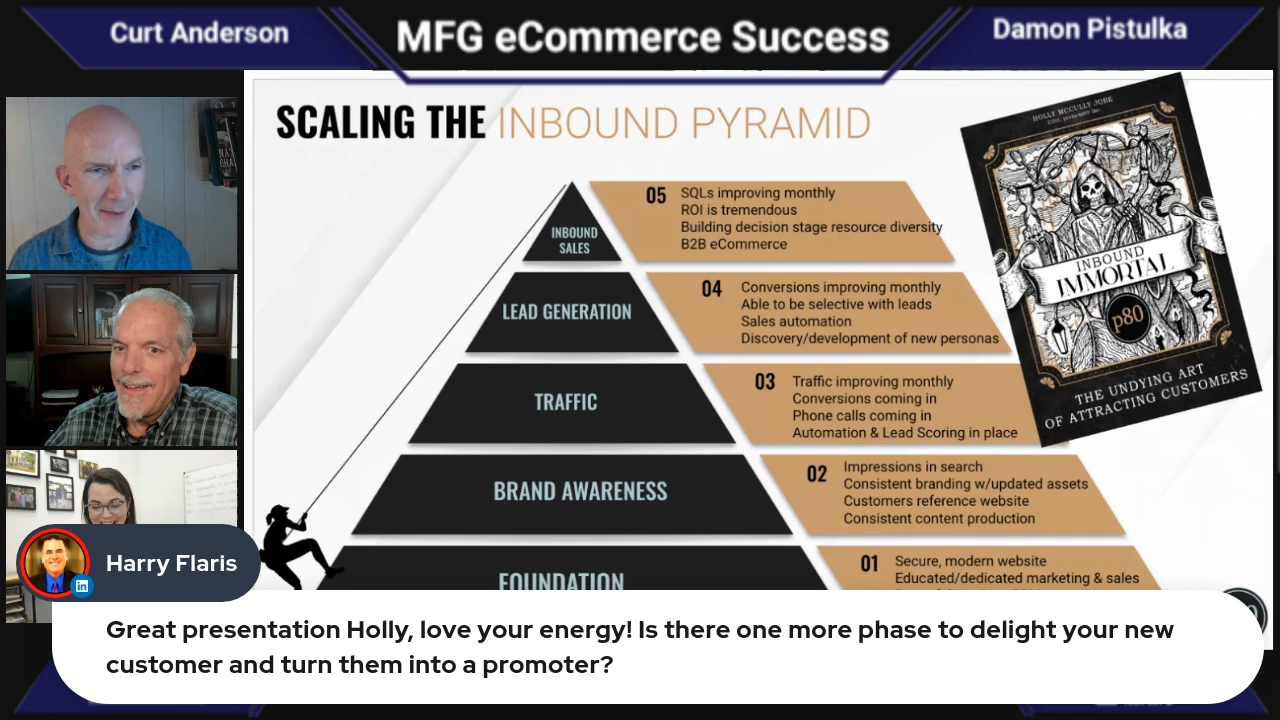 Curt Anderson
MFG eCommerce Success
Damon Pistulka
SCALING THE INBOUND PYRAMID
HOLLY MCCULLY JOBE
INBOUND
IMMORTAL
p80
THE UNDYING ART
OF ATTRACTING CUSTOMERS
INBOUND
SALES
05
SQLs improving monthly
ROI is tremendous
Building decision stage resource diversity
B2B eCommerce
LEAD GENERATION
04
Conversions improving monthly
Able to be selective with leads
Sales automation
Discovery/development of new personas
TRAFFIC
03
Traffic improving monthly
Conversions coming in
Phone calls coming in
Automation & Lead Scoring in place
BRAND AWARENESS
02
Impressions in search
Consistent branding w/updated assets
Customers reference website
Consistent content production
FOUNDATION
01
Secure, modern website
Educated/dedicated marketing & sales
Harry Flaris
in
Great presentation Holly, love your energy! Is there one more phase to delight your new
customer and turn them into a promoter?